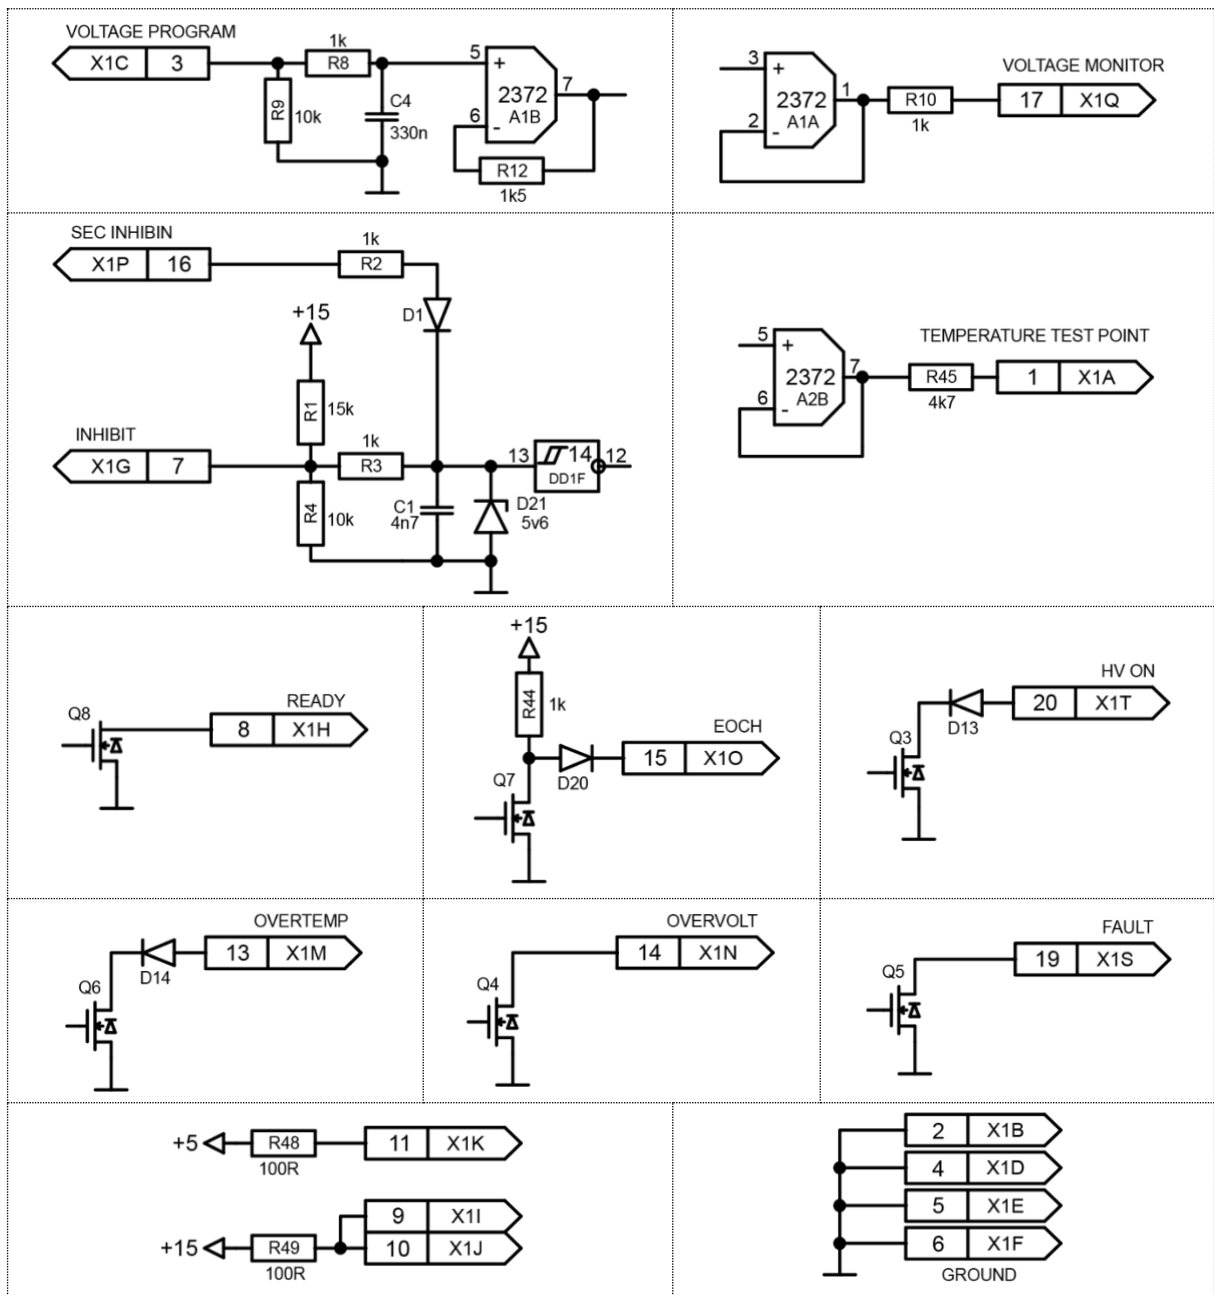 VOLTAGE PROGRAM
X1C 3
1k
R8
R9
10k
C4
330n
5
+
2372
A1B
7
6
-
R12
1k5
3
+
2372
A1A
1
2
-
R10
1k
VOLTAGE MONITOR
17 X1Q
SEC INHIBIN
X1P 16
1k
R2
D1
+15
R1
15k
INHIBIT
X1G 7
1k
R3
R4
10k
C1
4n7
13
14
12
DD1F
D21
5v6
5
+
2372
A2B
7
6
-
R45
4k7
TEMPERATURE TEST POINT
1 X1A
Q8
READY
8 X1H
+15
R44
1k
Q7
D20
EOCH
15 X1O
Q3
D13
HV ON
20 X1T
OVERTEMP
13 X1M
D14
Q6
OVERVOLT
14 X1N
Q4
FAULT
19 X1S
Q5
+5
R48
100R
11 X1K
+15
R49
100R
9 X1I
10 X1J
2 X1B
4 X1D
5 X1E
6 X1F
GROUND